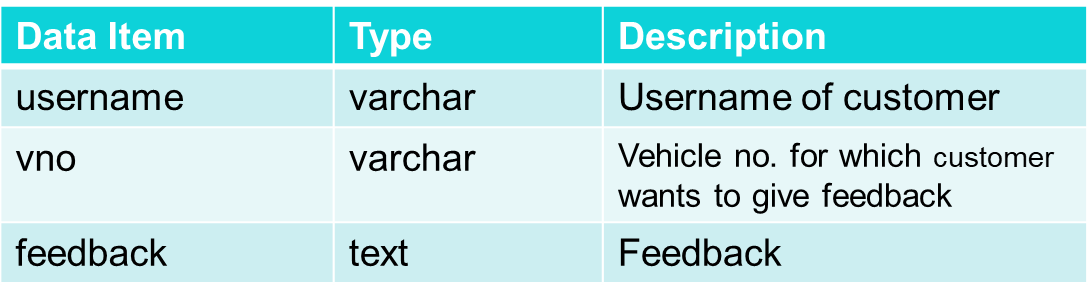 Data Item Type Description
username varchar Username of customer
vno varchar Vehicle no. for which customer
wants to give feedback
feedback text Feedback